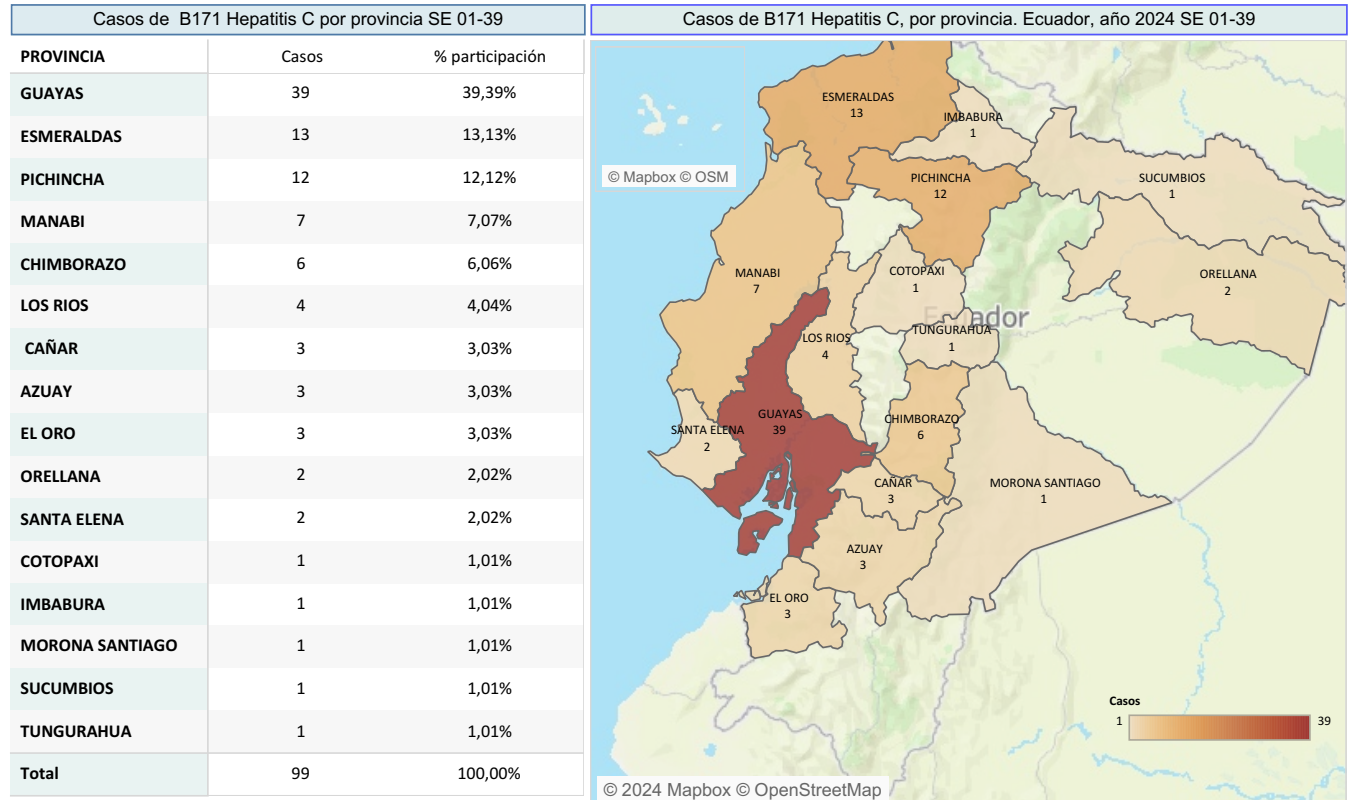 Casos de B171 Hepatitis C por provincia SE 01-39
PROVINCIA Casos % participación
GUAYAS 39 39,39%
ESMERALDAS 13 13,13%
PICHINCHA 12 12,12%
MANABI 7 7,07%
CHIMBORAZO 6 6,06%
LOS RIOS 4 4,04%
CAÑAR 3 3,03%
AZUAY 3 3,03%
EL ORO 3 3,03%
ORELLANA 2 2,02%
SANTA ELENA 2 2,02%
COTOPAXI 1 1,01%
IMBABURA 1 1,01%
MORONA SANTIAGO 1 1,01%
SUCUMBIOS 1 1,01%
TUNGURAHUA 1 1,01%
Total 99 100,00%
Casos de B171 Hepatitis C, por provincia. Ecuador, año 2024 SE 01-39
ESMERALDAS
13
IMBABURA
1
© Mapbox © OSM
PICHINCHA
12
SUCUMBIOS
1
MANABI
7
COTOPAXI
1
ORELLANA
2
Ecuador
TUNGURAHUA
1
LOS RIOS
4
GUAYAS
39
SANTA ELENA
2
CHIMBORAZO
6
CAÑAR
3
MORONA SANTIAGO
1
AZUAY
3
EL ORO
3
Casos
1 39
© 2024 Mapbox © OpenStreetMap